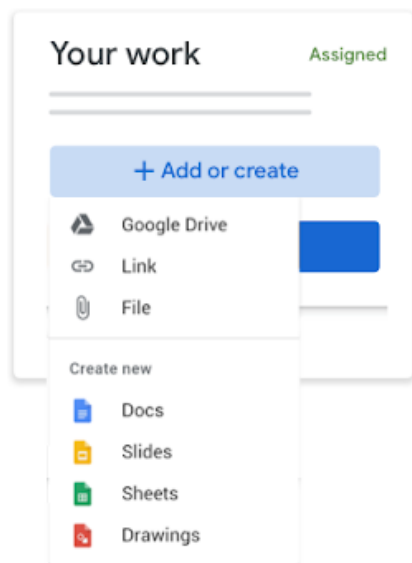 Your work
Assigned
+ Add or create
Google Drive
Link
File
Create new
Docs
Slides
Sheets
Drawings